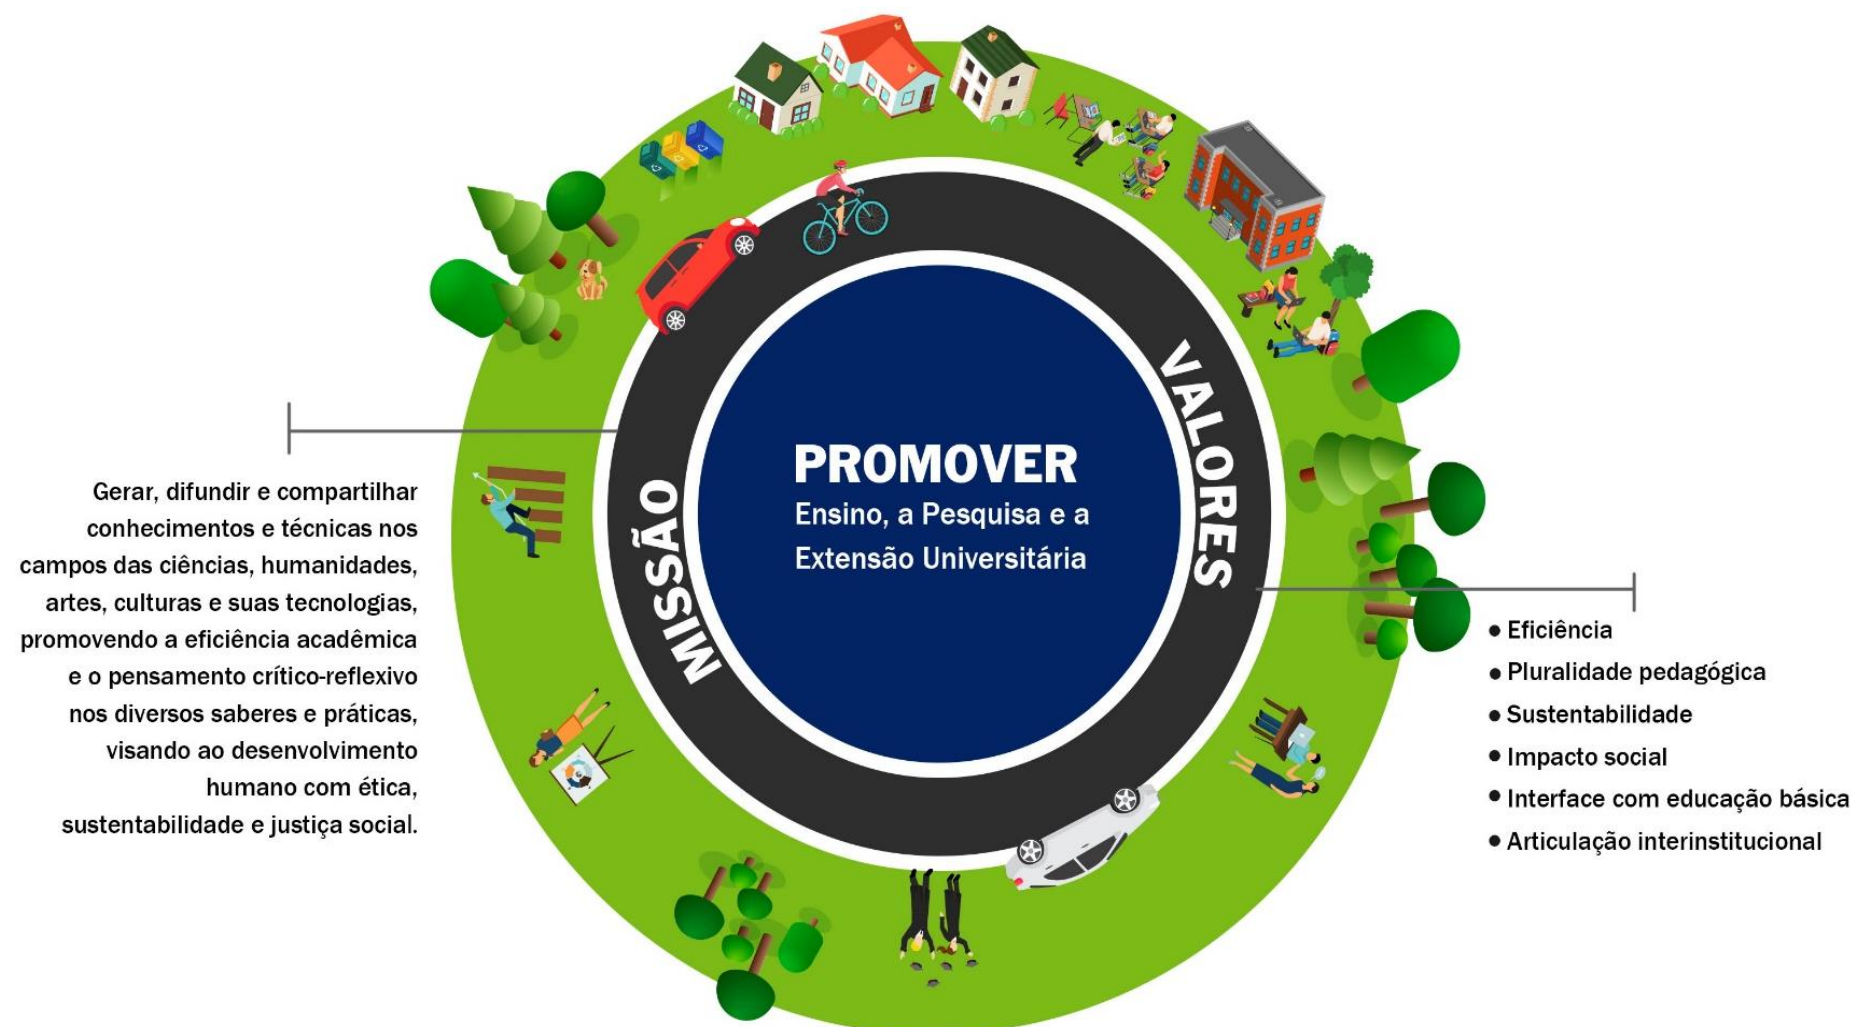 PROMOVER
Ensino, a Pesquisa e a
Extensão Universitária
MISSÃO
Gerar, difundir e compartilhar
conhecimentos e técnicas nos
campos das ciências, humanidades,
artes, culturas e suas tecnologias,
promovendo a eficiência acadêmica
e o pensamento crítico-reflexivo
nos diversos saberes e práticas,
visando ao desenvolvimento
humano com ética,
sustentabilidade e justiça social.
VALORES
● Eficiência
● Pluralidade pedagógica
● Sustentabilidade
● Impacto social
● Interface com educação básica
● Articulação interinstitucional